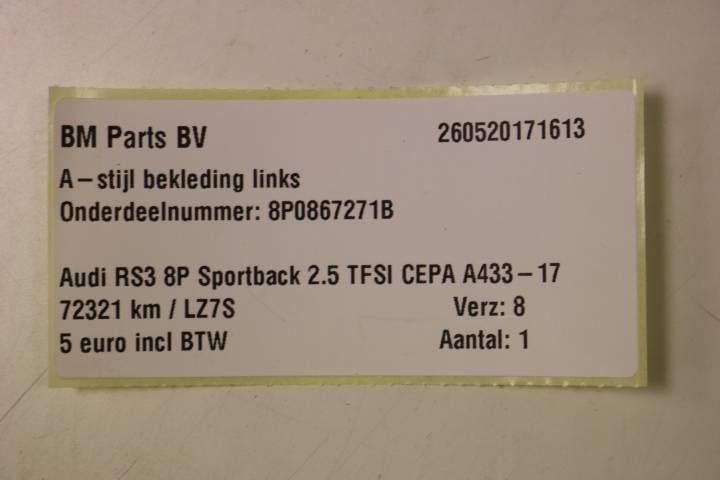 BM Parts BV 260520171613
A-stijl bekleding links
Onderdeelnummer: 8P0867271B
Audi RS3 8P Sportback 2.5 TFSI CEPA A433-17
72321 km / LZ7S Verz: 8
5 euro incl BTW Aantal: 1